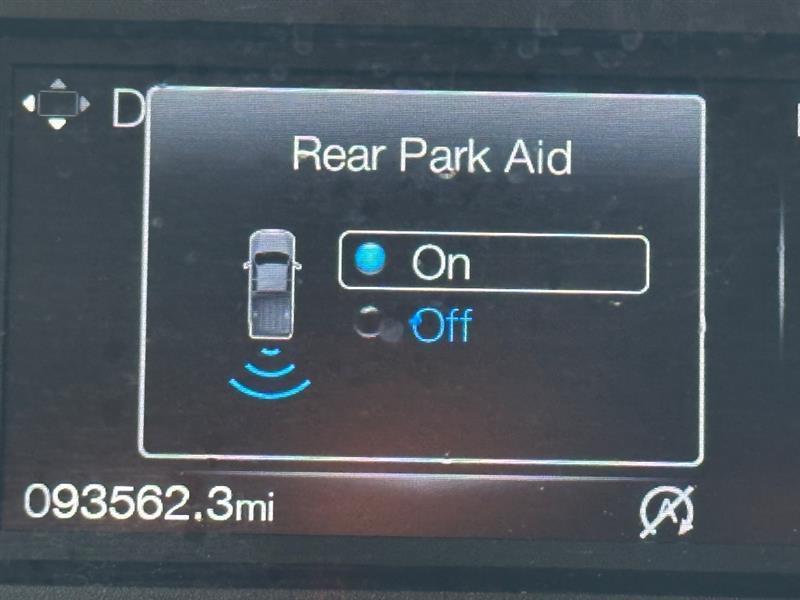 D
Rear Park Aid
On
Off
093562.3mi
A